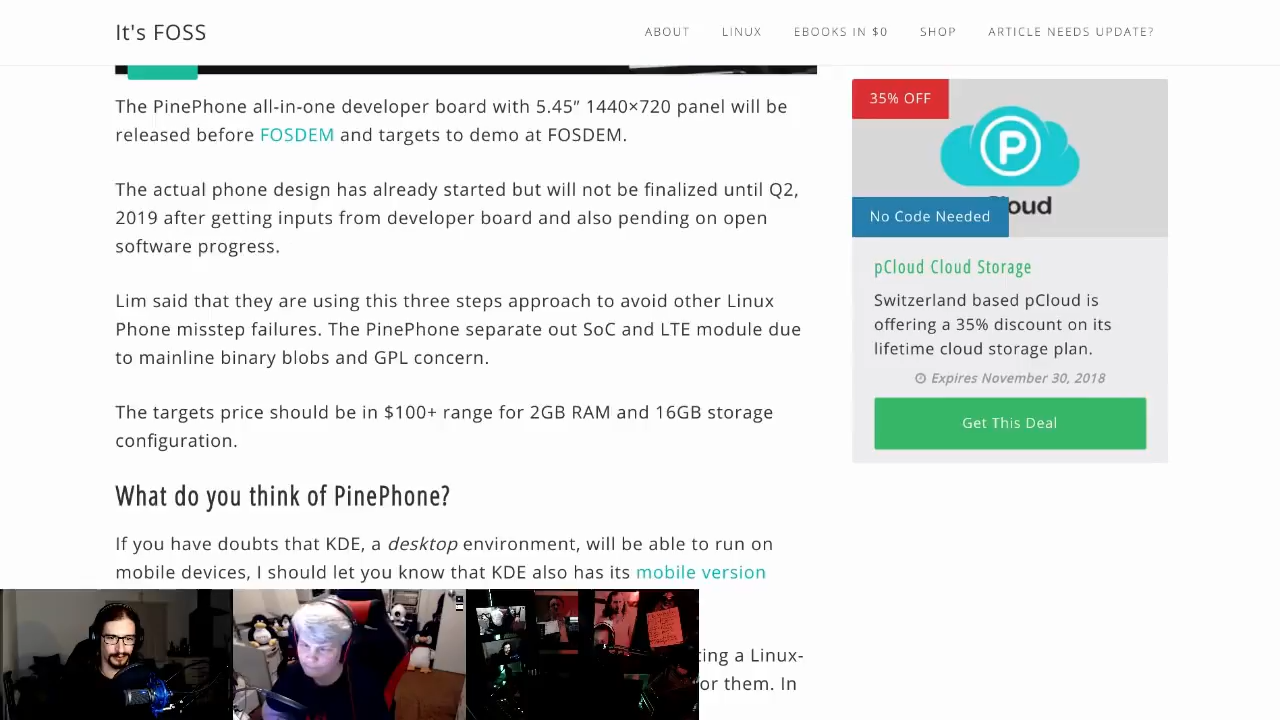 It's FOSS
ABOUT
LINUX
EBOOKS IN $0
SHOP
ARTICLE NEEDS UPDATE?
The PinePhone all-in-one developer board with 5.45” 1440×720 panel will be
released before FOSDEM and targets to demo at FOSDEM.
The actual phone design has already started but will not be finalized until Q2,
2019 after getting inputs from developer board and also pending on open
software progress.
Lim said that they are using this three steps approach to avoid other Linux
Phone misstep failures. The PinePhone separate out SoC and LTE module due
to mainline binary blobs and GPL concern.
The targets price should be in $100+ range for 2GB RAM and 16GB storage
configuration.
What do you think of PinePhone?
If you have doubts that KDE, a desktop environment, will be able to run on
mobile devices, I should let you know that KDE also has its mobile version
a Linux-
or them. In
35% OFF
No Code Needed
pCloud Cloud Storage
Switzerland based pCloud is
offering a 35% discount on its
lifetime cloud storage plan.
Expires November 30, 2018
Get This Deal